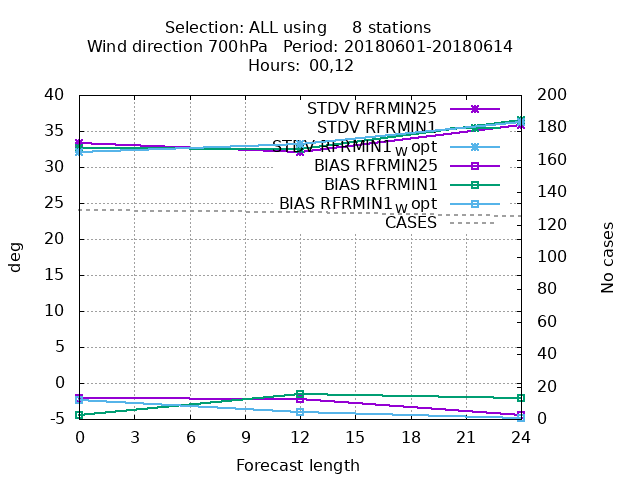 Selection: ALL using 8 stations
Wind direction 700hPa Period: 20180601-20180614
Hours: 00,12
40
35
30
25
20
15
10
5
0
-5
deg
200
180
160
140
120
100
80
60
40
20
0
No cases
STDV RFRMIN25
STDV RFRMIN1
STDV RFRMIN1w opt
BIAS RFRMIN25
BIAS RFRMIN1
BIAS RFRMIN1w opt
CASES
0 3 6 9 12 15 18 21 24
Forecast length